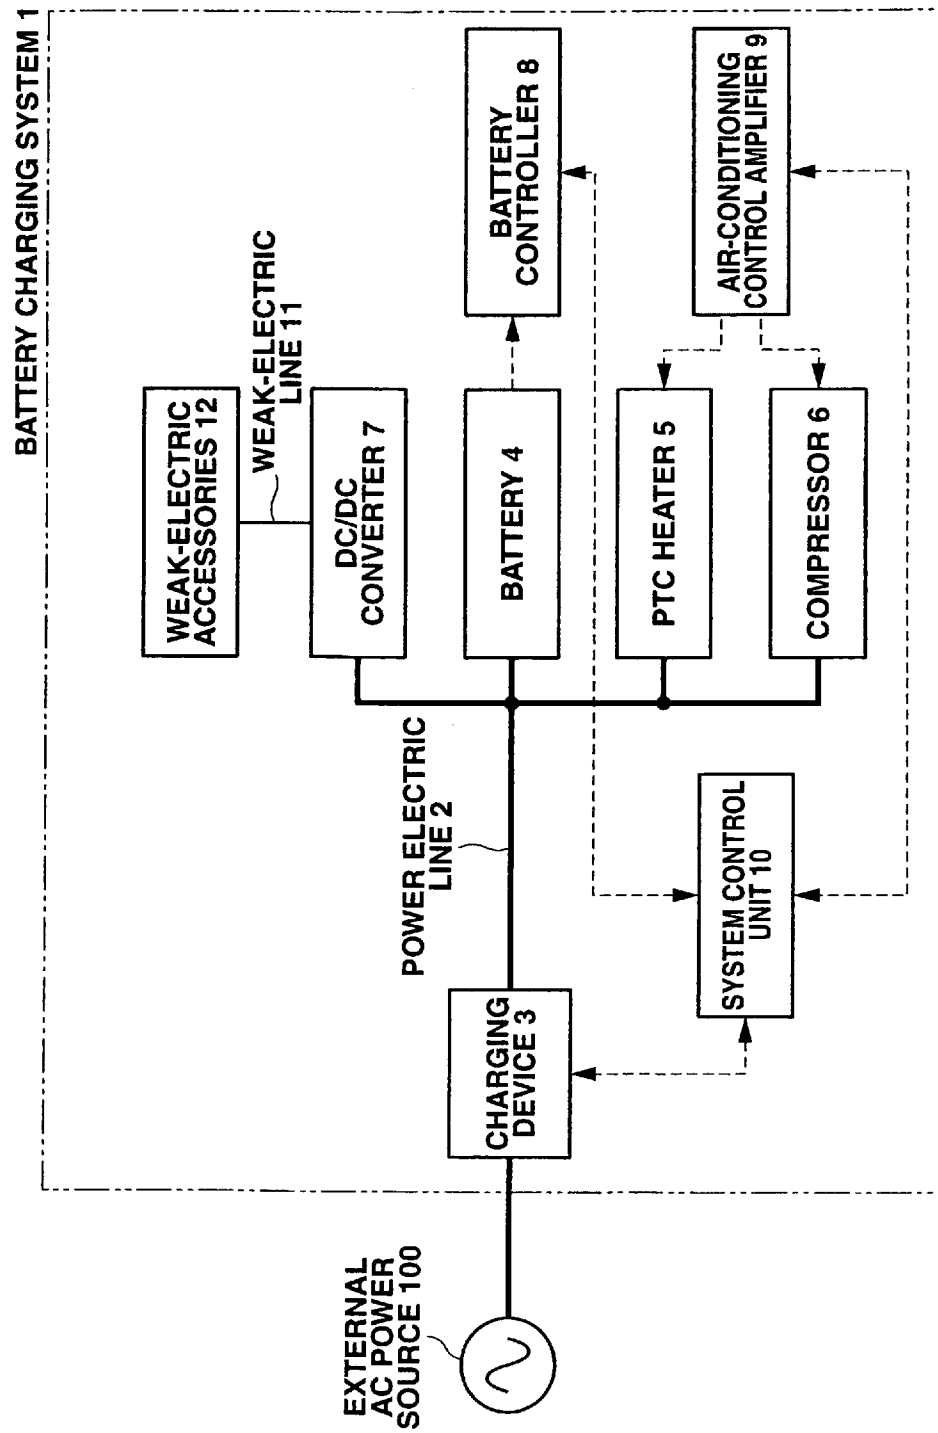 BATTERY CHARGING SYSTEM 1
WEAK-ELECTRIC
ACCESSORIES 12
WEAK-ELECTRIC
LINE 11
DC/DC
CONVERTER 7
BATTERY
CONTROLLER 8
BATTERY 4
EXTERNAL
AC POWER
SOURCE 100
CHARGING
DEVICE 3
POWER ELECTRIC
LINE 2
PTC HEATER 5
AIR-CONDITIONING
CONTROL AMPLIFIER 9
SYSTEM CONTROL
UNIT 10
COMPRESSOR 6